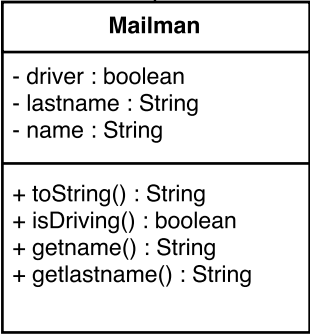 Mailman
- driver : boolean
- lastname : String
- name : String
+ toString() : String
+ isDriving() : boolean
+ getname() : String
+ getlastname() : String